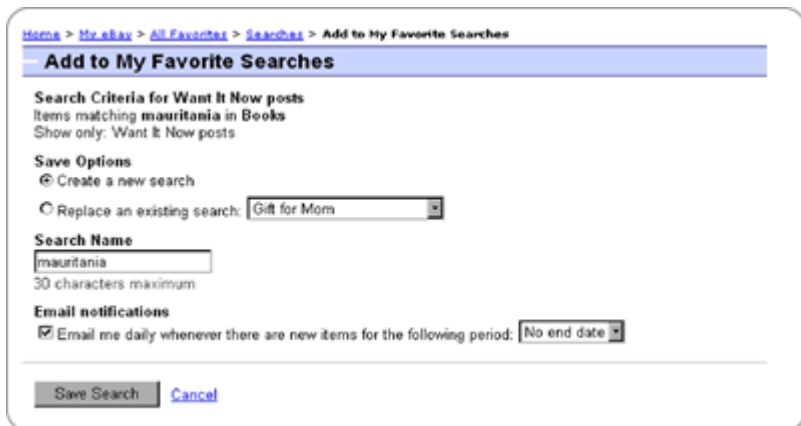 Home > My eBay > All Favorites > Searches > Add to My Favorite Searches
Add to My Favorite Searches
Search Criteria for Want It Now posts
Items matching mauritania in Books
Show only: Want It Now posts
Save Options
Create a new search
Replace an existing search: Gift for Mom
Search Name
mauritania
30 characters maximum
Email notifications
Email me daily whenever there are new items for the following period: No end date
Save Search Cancel